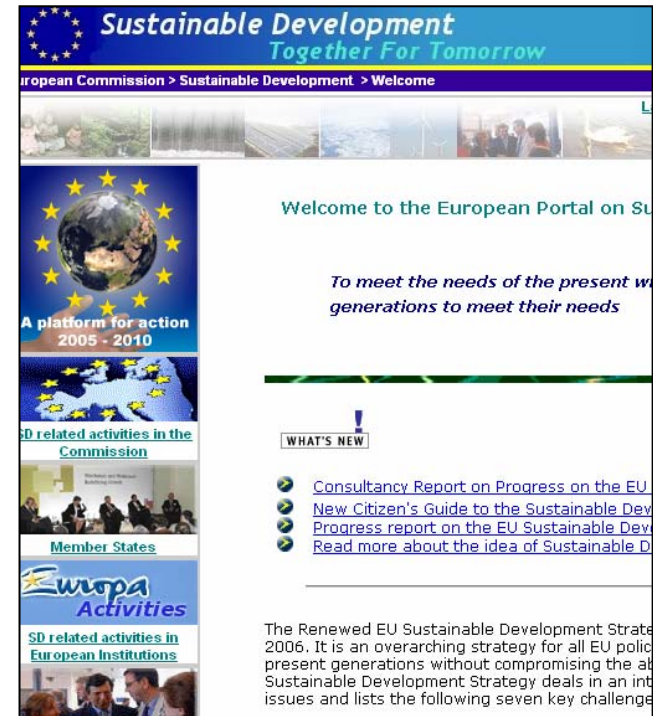 Sustainable Development
Together For Tomorrow
uropean Commission > Sustainable Development > Welcome
L
Welcome to the European Portal on Su
To meet the needs of the present wi
generations to meet their needs
A platform for action
2005 - 2010
WHAT'S NEW
SD related activities in the
Commission
Consultancy Report on Progress on the EU
New Citizen's Guide to the Sustainable Dev
Progress report on the EU Sustainable Deve
Read more about the idea of Sustainable D
Member States
Europa
Activities
SD related activities in
European Institutions
The Renewed EU Sustainable Development Strate
2006. It is an overarching strategy for all EU polic
present generations without compromising the ab
Sustainable Development Strategy deals in an int
issues and lists the following seven key challenge